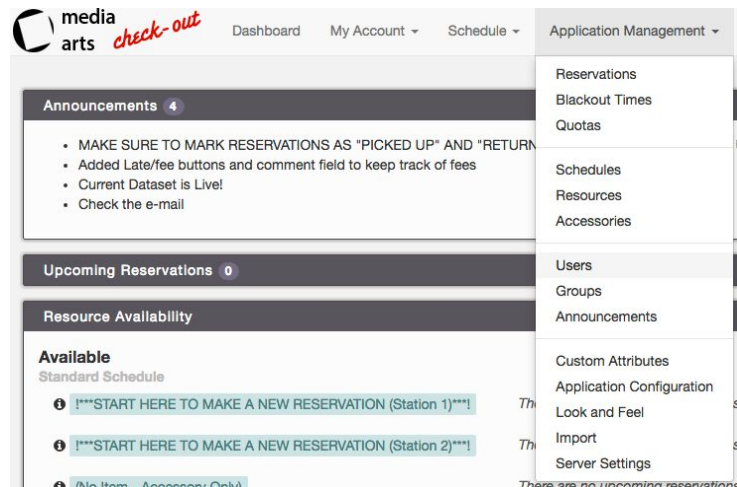 media
arts check-out
Dashboard My Account Schedule Application Management
Announcements 4
• MAKE SURE TO MARK RESERVATIONS AS "PICKED UP" AND "RETURN
• Added Late/fee buttons and comment field to keep track of fees
• Current Dataset is Live!
• Check the e-mail
Upcoming Reservations 0
Resource Availability
Available
Standard Schedule
!***START HERE TO MAKE A NEW RESERVATION (Station 1)***! The
!***START HERE TO MAKE A NEW RESERVATION (Station 2)***! The
(No Item - Accessory Only) There are no upcoming reservations
Reservations
Blackout Times
Quotas
Schedules
Resources
Accessories
Users
Groups
Announcements
Custom Attributes
Application Configuration
Look and Feel
Import
Server Settings